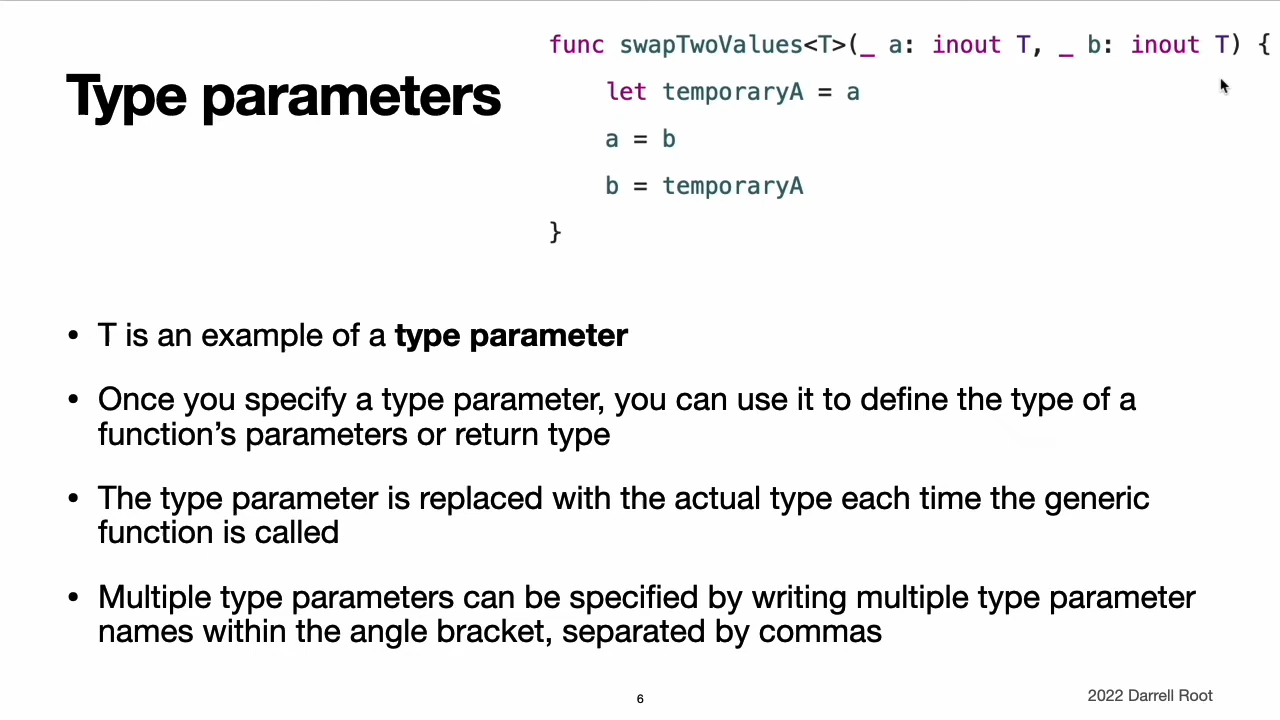 Type parameters
func swapTwoValues<T>(_ a: inout T, _ b: inout T) {
let temporaryA = a
a = b
b = temporaryA
}
• T is an example of a type parameter
• Once you specify a type parameter, you can use it to define the type of a
function’s parameters or return type
• The type parameter is replaced with the actual type each time the generic
function is called
• Multiple type parameters can be specified by writing multiple type parameter
names within the angle bracket, separated by commas
6
2022 Darrell Root